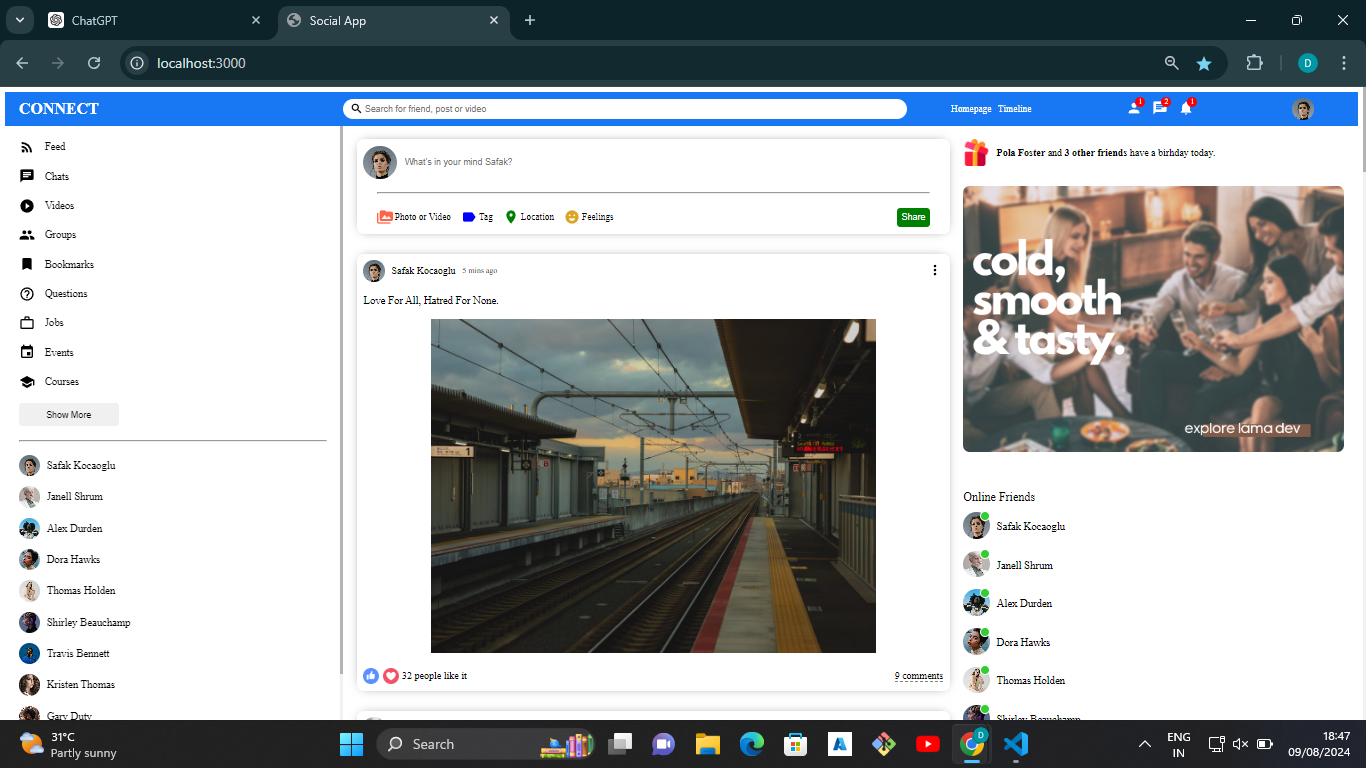 ChatGPT
Social App
localhost:3000
D
CONNECT
Search for friend, post or video
Homepage Timeline
1
2
1
Feed
Chats
Videos
Groups
Bookmarks
Questions
Jobs
Events
Courses
Show More
Safak Kocaoglu
Janell Shrum
Alex Durden
Dora Hawks
Thomas Holden
Shirley Beauchamp
Travis Bennett
Kristen Thomas
Gary Duty
What's in your mind Safak?
Photo or Video
Tag
Location
Feelings
Share
Safak Kocaoglu 5 mins ago
Love For All, Hatred For None.
1
32 people like it
9 comments
Pola Foster and 3 other friends have a birhday today.
cold,
smooth
& tasty.
explore lama dev
Online Friends
Safak Kocaoglu
Janell Shrum
Alex Durden
Dora Hawks
Thomas Holden
Shirley Beauchamp
31°C
Partly sunny
Search
D
ENG
IN
18:47
09/08/2024